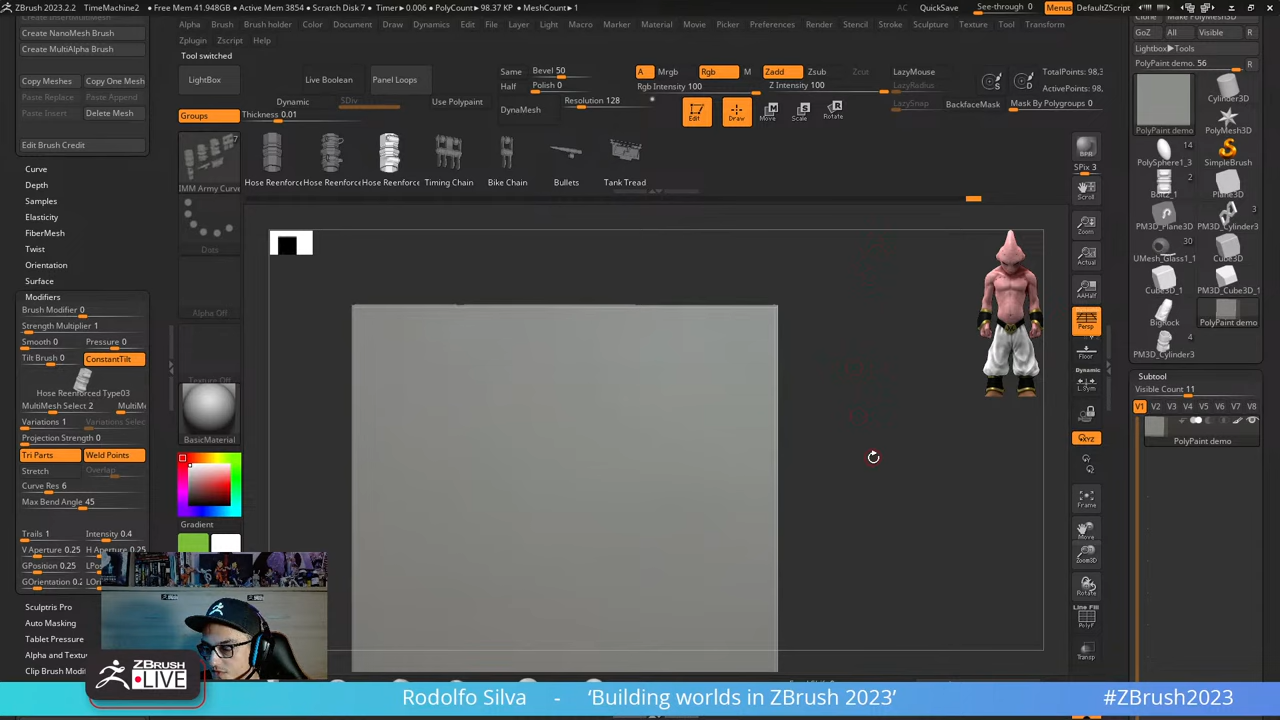 ZBrush 2023.2.2 TimeMachine2 • Free Mem 41.948GB • Active Mem 3854 • Scratch Disk 7 • Timer▶0.006 • PolyCount▶98.37 KP • MeshCount▶1
AC QuickSave See-through 0 Menus DefaultZScript
Alpha Brush Brush holder Color Document Draw Dynamics Edit File Layer Light Macro Marker Material Movie Picker Preferences Render Stencil Stroke Texture Tool Transform
Zplugin Zscript Help
Tool switched
Create NanoMesh Brush
Create MultiAlpha Brush
Copy Meshes Copy One Mesh
Paste Replace Paste Append
Paste Insert Delete Mesh
Edit Brush Credit
Curve
Depth
Samples
Elasticity
FiberMesh
Twist
Orientation
Surface
Modifiers
Brush Modifier 0
Strength Multiplier 1
Smooth 0 Pressure 0
Tilt Brush 0 ConstantTilt
Hose Reenforced Type03
MultiMesh Select 2 MultiMe
Variations 1 Variations Selec
Projection Strength 0
Tri Parts Weld Points
Stretch Overlap
Curve Res 6
Max Bend Angle 45
Trails 1 Intensity 0.4
V Aperture 0.25 H Aperture 0.25
GPosition 0.25 LPo
GOrientation 0.2 LOri
Sculptris Pro
Auto Masking
Tablet Pressure
Alpha and Textu
Clip Brush Modi
LightBox Live Boolean Panel Loops
Dynamic SDiv Use Polypaint
Groups Thickness 0.01
Same Bevel 50
Half Polish 0
DynaMesh Resolution 128
A Mrgb Rgb M Zadd Zsub Zcut
Rgb Intensity 100 Z Intensity 100
Edit Draw Move Scale Rotate
LazyMouse
LazyRadius
LazySnap BackfaceMask
TotalPoints: 98.3
ActivePoints: 98,
Mask By Polygroups 0
7
IMM Army Curve
Hose Reenforc Hose Reenforc Hose Reenforc Timing Chain Bike Chain Bullets Tank Tread
Dots
Alpha Off
Texture Off
BasicMaterial
Gradient
BPR
SPix 3
Scroll
Zoom
Actual
AAHalf
Persp
Floor
Dynamic
L.Sym
XYZ
Frame
Move
Zoom3D
Rotate
Line Fill
PolyF
Transp
Clone Make PolyMesh3D
GoZ All Visible R
Lightbox▶Tools
PolyPaint demo. 56 R
Cylinder3D
PolyPaint demo PolyMesh3D
14
PolySphere1_3 SimpleBrush
2
Boltz_1 Plane3D
3
PM3D_Plane3D PM3D_Cylinder3
30
UMesh_Glass1_1 Cube3D
Cube3D_1 PM3D_Cube3D_1
BigRock PolyPaint demo
4
PM3D_Cylinder3
Subtool
Visible Count 11
V1 V2 V3 V4 V5 V6 V7 V8
PolyPaint demo
ZBRUSH
LIVE
Rodolfo Silva - 'Building worlds in ZBrush 2023' #ZBrush2023